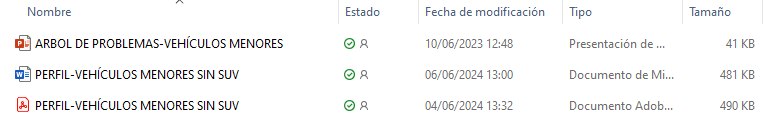 Nombre Estado Fecha de modificación Tipo Tamaño
ARBOL DE PROBLEMAS-VEHÍCULOS MENORES 10/06/2023 12:48 Presentación de ... 41 KB
PERFIL-VEHÍCULOS MENORES SIN SUV 06/06/2024 13:00 Documento de Mi... 481 KB
PERFIL-VEHÍCULOS MENORES SIN SUV 04/06/2024 13:32 Documento Adob... 490 KB